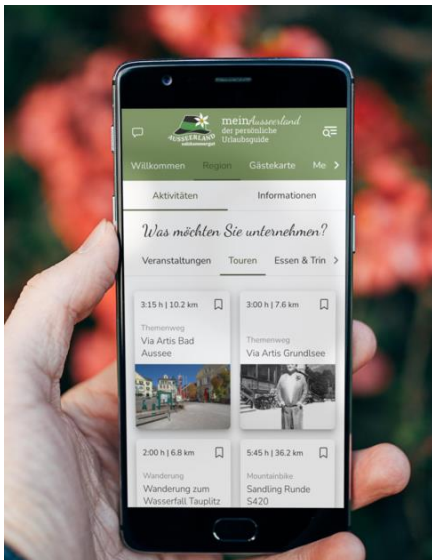 AUSSEERLAND
salzkammergut
meinAusseerland
der persönliche
Urlaubsguide
Willkommen Region Gästekarte Me
Aktivitäten Informationen
Was möchten Sie unternehmen?
Veranstaltungen Touren Essen & Trin
3:15 h | 10.2 km
Themenweg
Via Artis Bad
Aussee
3:00 h | 7.6 km
Themenweg
Via Artis Grundlsee
2:00 h | 6.8 km
Wanderung
Wanderung zum
Wasserfall Tauplitz
5:45 h | 36.2 km
Mountainbike
Sandling Runde
S420